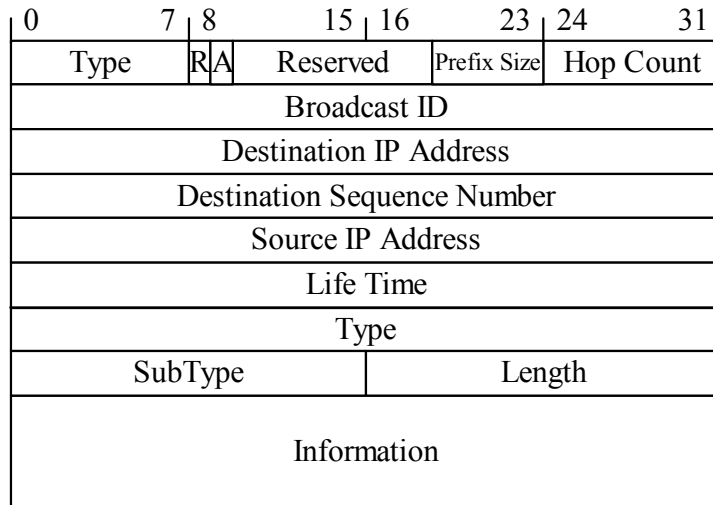 0 7 8 15 16 23 24 31
Type R A Reserved Prefix Size Hop Count
Broadcast ID
Destination IP Address
Destination Sequence Number
Source IP Address
Life Time
Type
SubType Length
Information